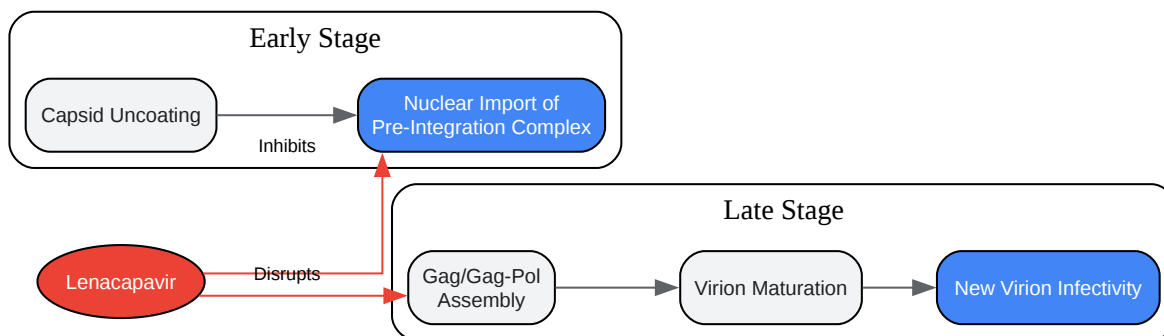 Early Stage
Capsid Uncoating
Nuclear Import of
Pre-Integration Complex
Inhibits
Late Stage
Lenacapavir
Disrupts
Gag/Gag-Pol
Assembly
Virion Maturation
New Virion Infectivity